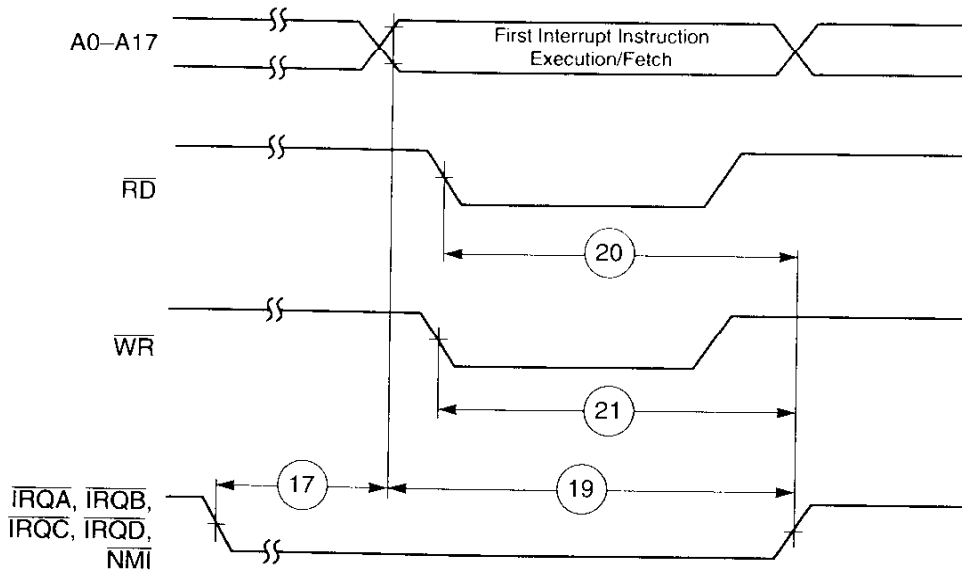 A0–A17
First Interrupt Instruction
Execution/Fetch
RD
20
WR
21
17
19
IRQA, IRQB,
IRQC, IRQD,
NMI